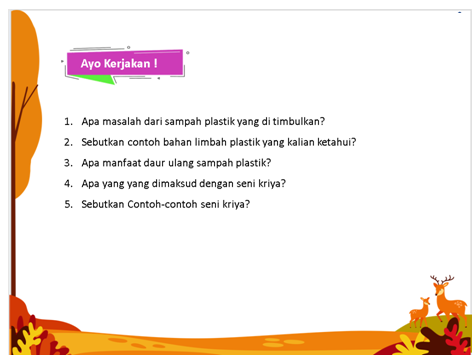 Ayo Kerjakan !
1. Apa masalah dari sampah plastik yang di timbulkan?
2. Sebutkan contoh bahan limbah plastik yang kalian ketahui?
3. Apa manfaat daur ulang sampah plastik?
4. Apa yang yang dimaksud dengan seni kriya?
5. Sebutkan Contoh-contoh seni kriya?